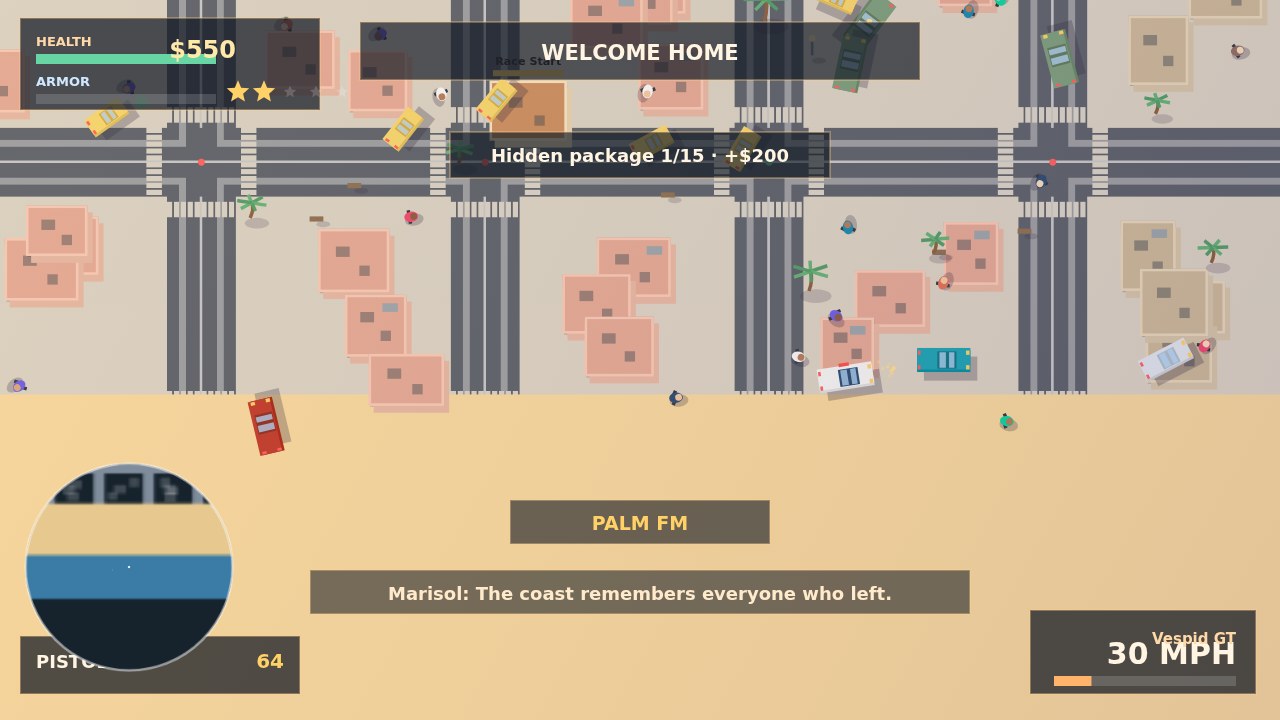 HEALTH
$550
ARMOR
WELCOME HOME
Race Start
Hidden package 1/15 · +$200
PALM FM
Marisol: The coast remembers everyone who left.
64
Vespid GT
30 MPH